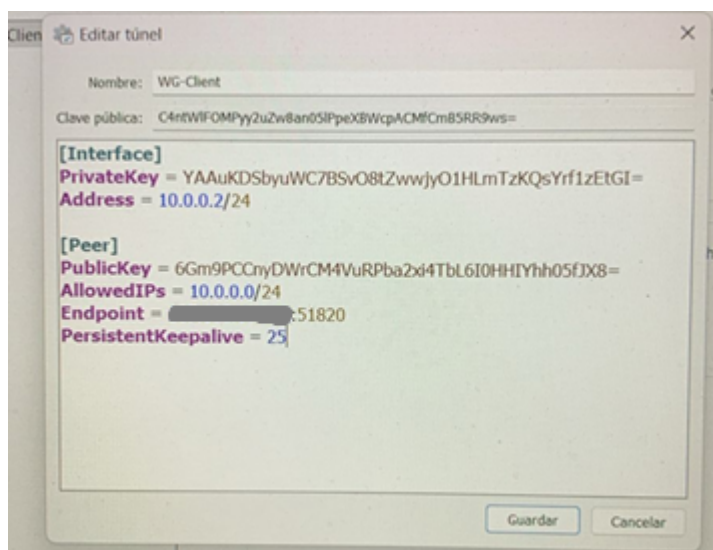 Clien
Editar túnel
Nombre: WG-Client
Clave pública: C4ntWlFOMPyy2uZw8an05lPpeXBWcpACMfCmB5RR9ws=
[Interface]
PrivateKey = YAAuKDSbyuWC7BSvO8tZwwjyO1HLmTzKQsYrf1zEtGI=
Address = 10.0.0.2/24
[Peer]
PublicKey = 6Gm9PCCnyDWrCM4VuRPba2xi4TbL6I0HHIYhh05fJX8=
AllowedIPs = 10.0.0.0/24
Endpoint = :51820
PersistentKeepalive = 25
Guardar Cancelar